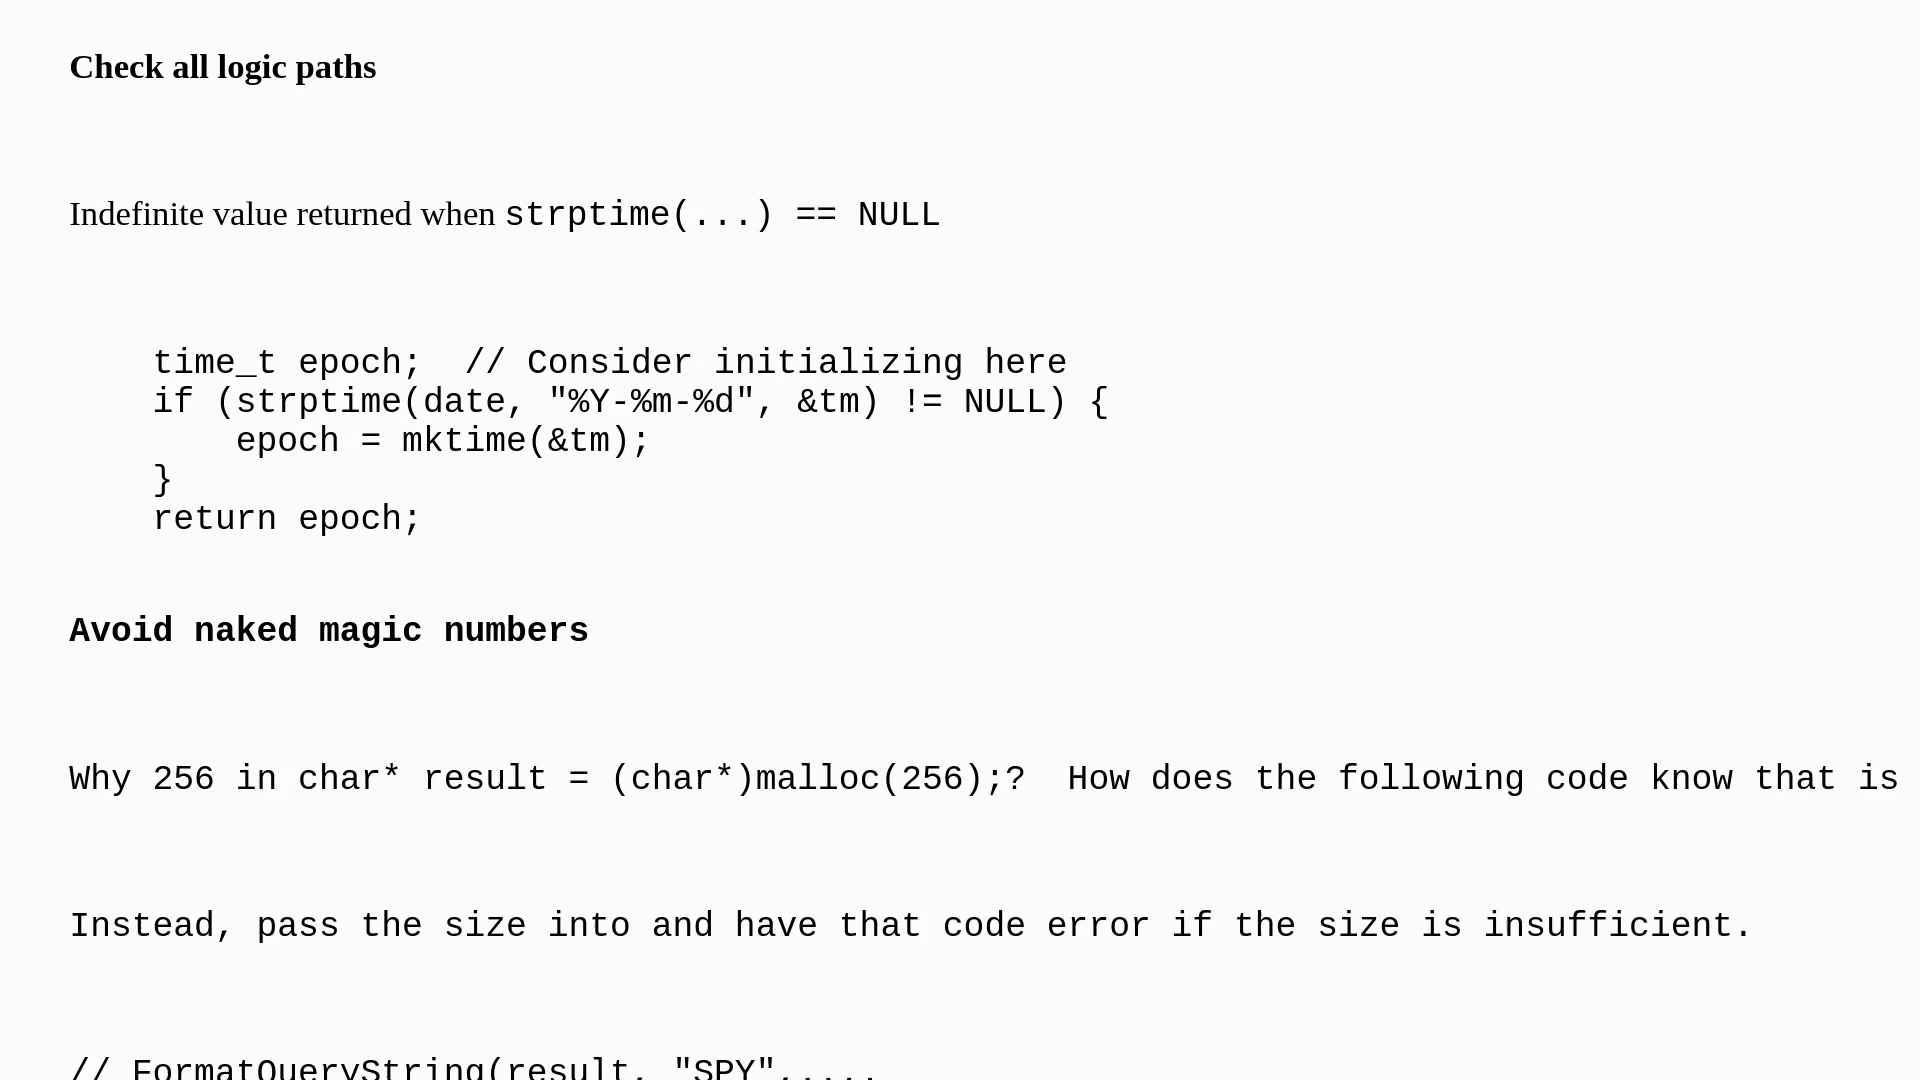 Check all logic paths
Indefinite value returned when strptime(...) == NULL
time_t epoch;  // Consider initializing here
if (strptime(date, "%Y-%m-%d", &tm) != NULL) {
    epoch = mktime(&tm);
}
return epoch;
Avoid naked magic numbers
Why 256 in char* result = (char*)malloc(256);?  How does the following code know that is
Instead, pass the size into and have that code error if the size is insufficient.
// FormatQueryString(result, "SPY",.....